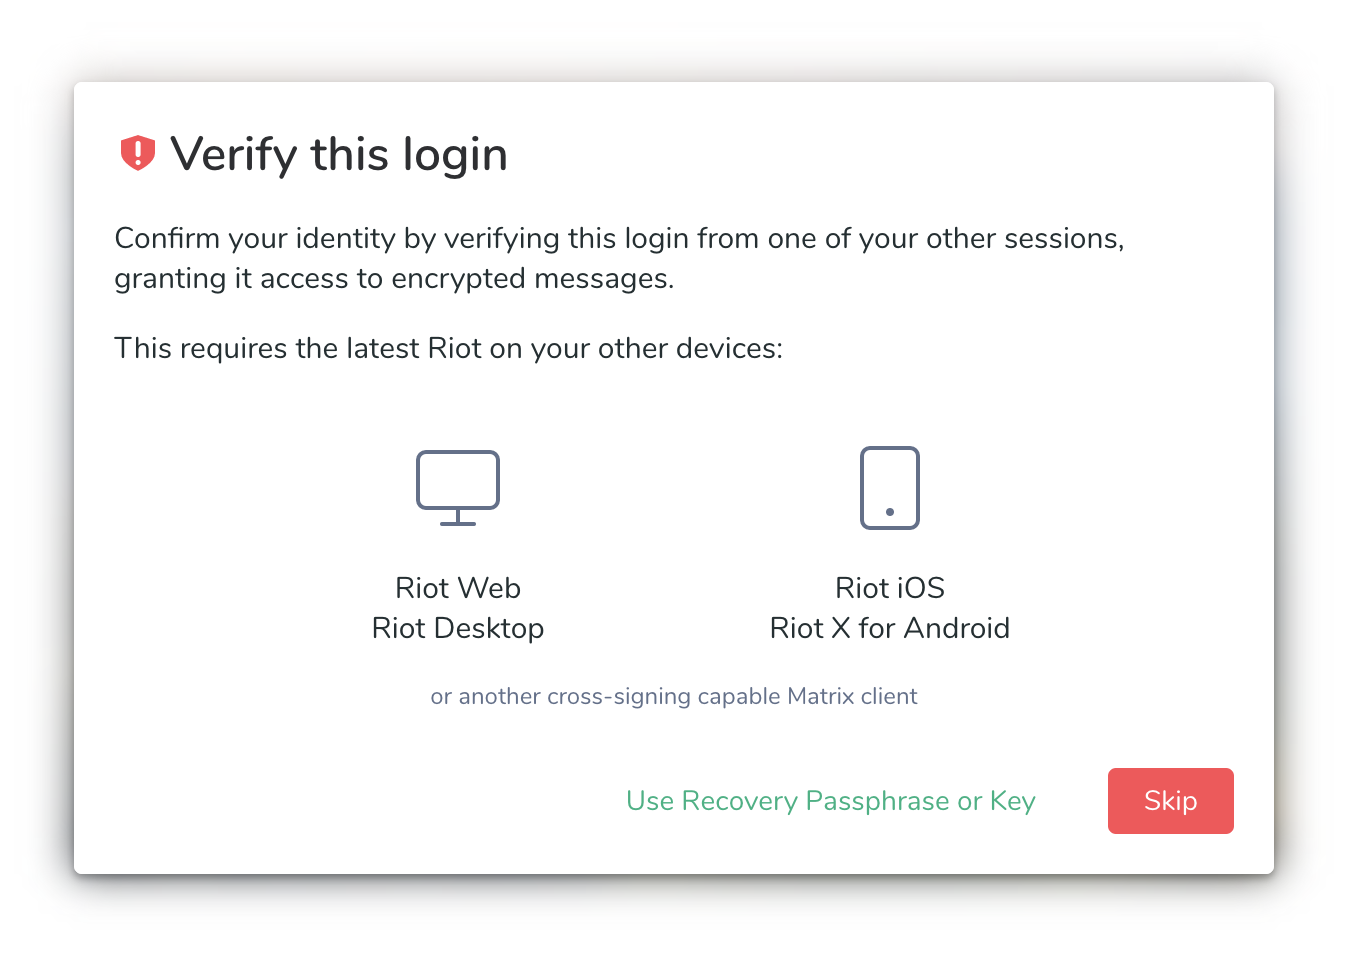 Verify this login
Confirm your identity by verifying this login from one of your other sessions,
granting it access to encrypted messages.
This requires the latest Riot on your other devices:
Riot Web
Riot Desktop
Riot iOS
Riot X for Android
or another cross-signing capable Matrix client
Use Recovery Passphrase or Key
Skip